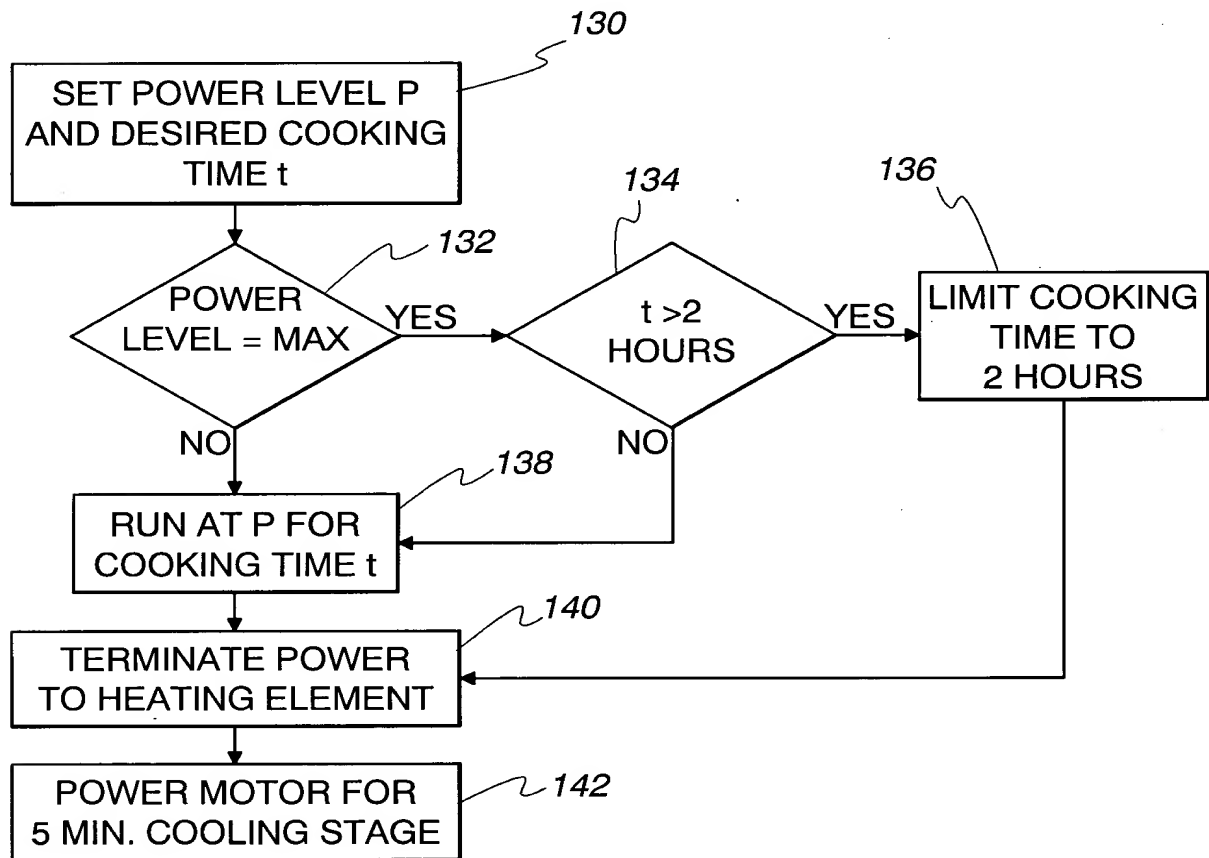 130
SET POWER LEVEL P
AND DESIRED COOKING
TIME t
132
POWER
LEVEL = MAX
YES
NO
134
t >2
HOURS
YES
NO
136
LIMIT COOKING
TIME TO
2 HOURS
138
RUN AT P FOR
COOKING TIME t
140
TERMINATE POWER
TO HEATING ELEMENT
POWER MOTOR FOR
5 MIN. COOLING STAGE
142